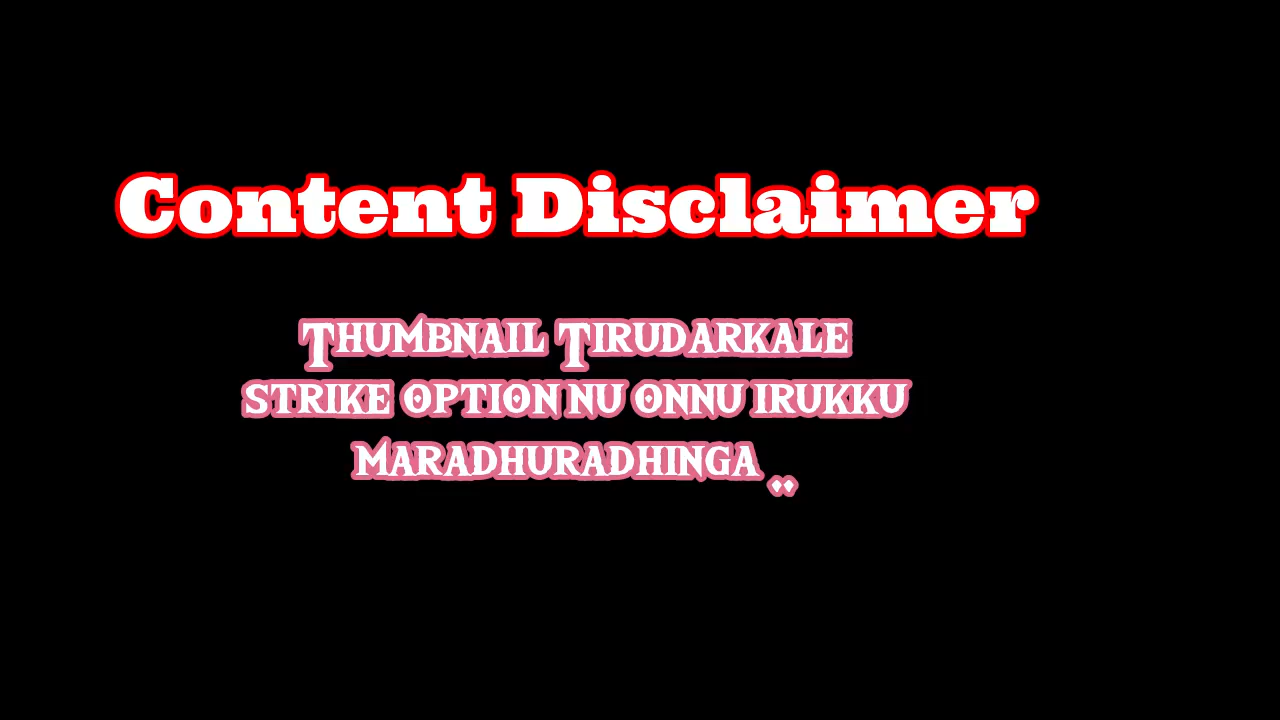 Content Disclaimer
Thumbnail Tirudarkale
strike option nu onnu irukku
maradhuradhinga ..